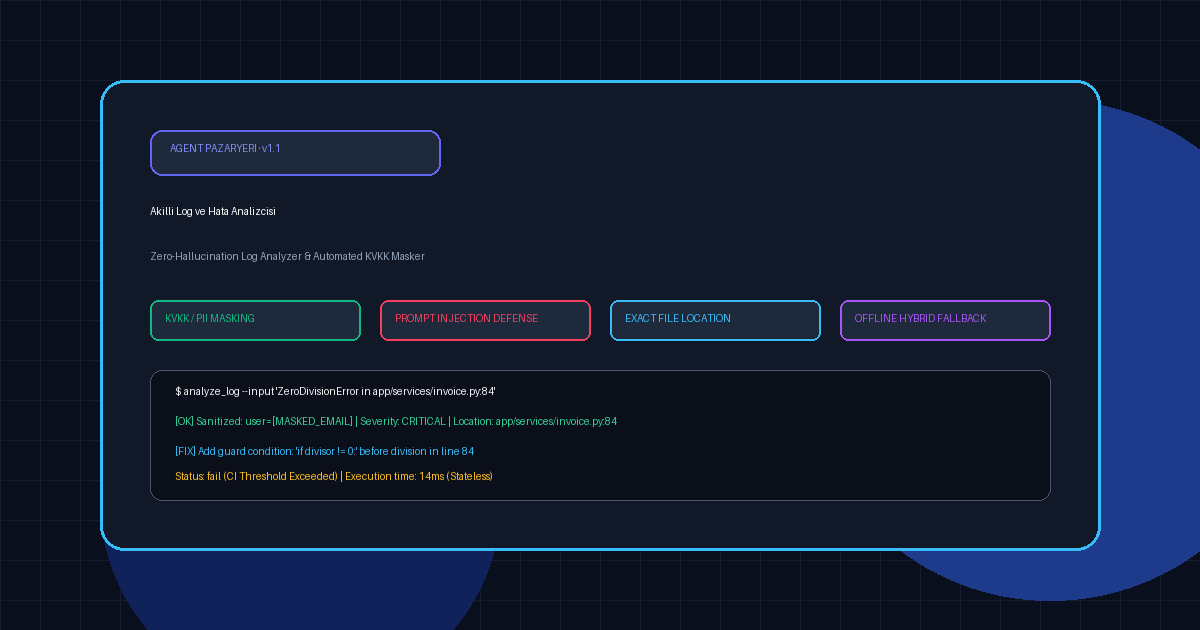 AGENT PAZARYERI · v1.1
Akilli Log ve Hata Analizcisi
Zero-Hallucination Log Analyzer & Automated KVKK Masker
KVKK / PII MASKING
PROMPT INJECTION DEFENSE
EXACT FILE LOCATION
OFFLINE HYBRID FALLBACK
$ analyze_log --input 'ZeroDivisionError in app/services/invoice.py:84'
[OK] Sanitized: user=[MASKED_EMAIL] | Severity: CRITICAL | Location: app/services/invoice.py:84
[FIX] Add guard condition: 'if divisor != 0:' before division in line 84
Status: fail (CI Threshold Exceeded) | Execution time: 14ms (Stateless)